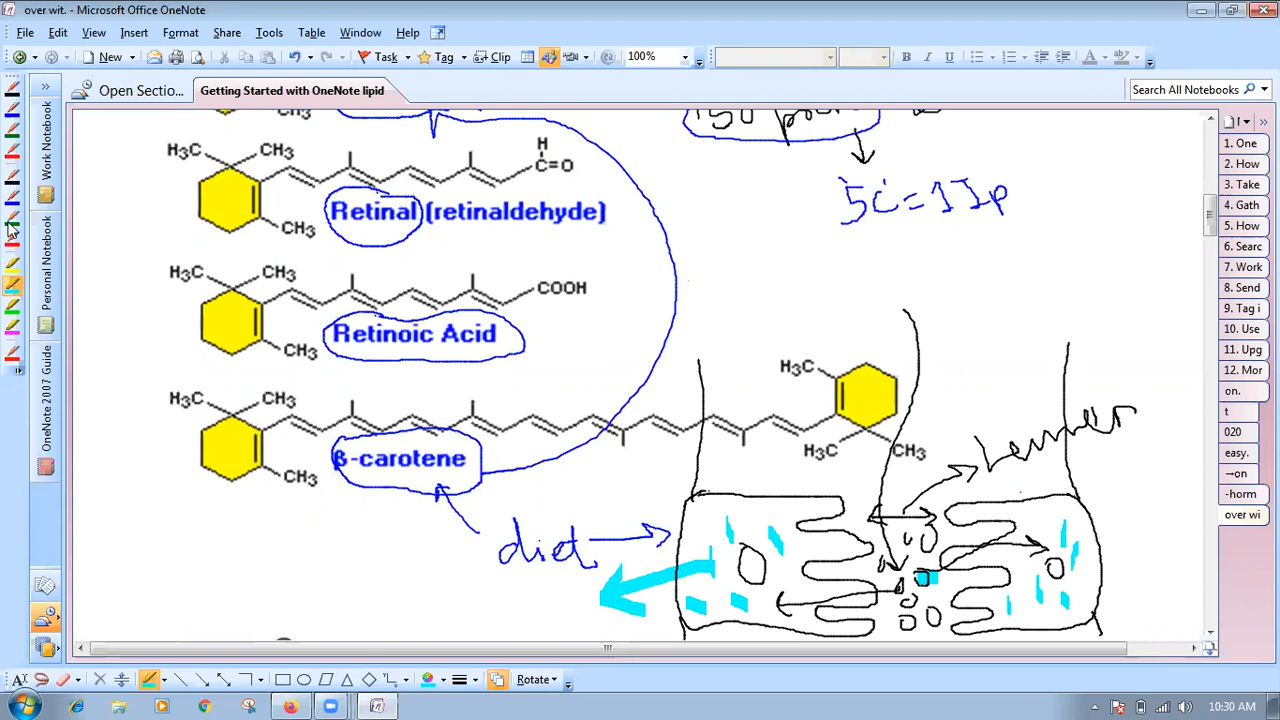 over wit. - Microsoft Office OneNote
File Edit View Insert Format Share Tools Table Window Help
New Task Tag Clip 100%
Open Sectio... Getting Started with OneNote lipid Search All Notebooks
Work Notebook
Personal Notebook
OneNote 2007 Guide
CH₃
H₃C CH₃ H C=O
Retinal (retinaldehyde)
CH₃
5C=1Ip
H₃C CH₃ COOH
Retinoic Acid
CH₃
H₃C
H₃C CH₃
β-carotene
CH₃
H₃C CH₃
diet
1. One
2. How
3. Take
4. Gath
5. How
6. Searc
7. Work
8. Send
9. Tag i
10. Use
11. Upg
12. Mor
on.
t
020
easy.
→on
-horm
over wi
Rotate
10:30 AM